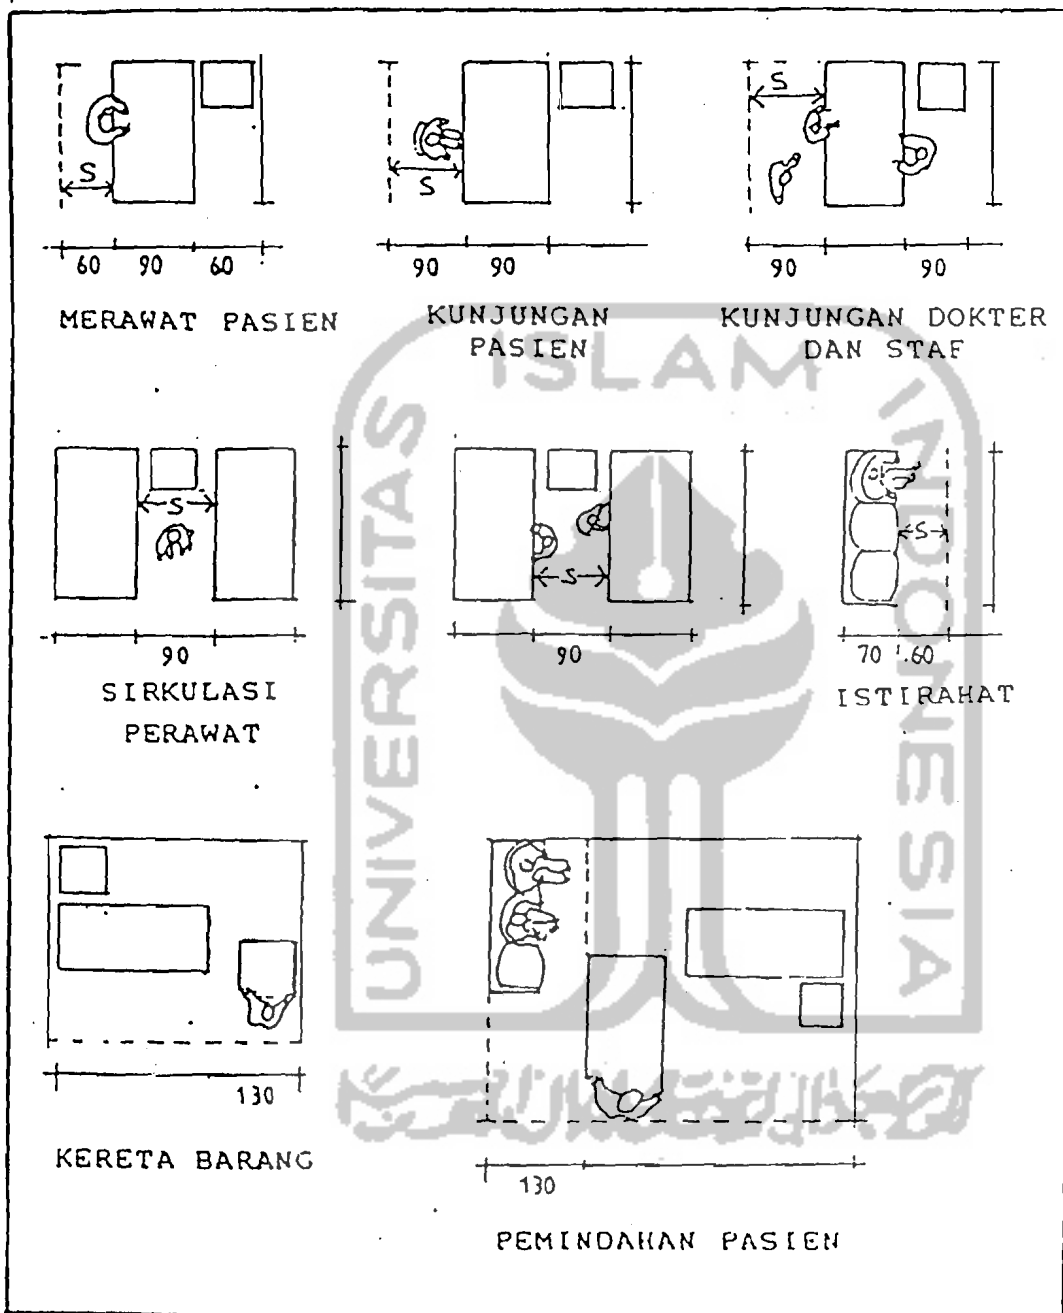 S
60 90 60
MERAWAT PASIEN
S
90 90
KUNJUNGAN
PASIEN
S
90 90
KUNJUNGAN DOKTER
DAN STAF
S
90
SIRKULASI
PERAWAT
S
90
S
70 60
ISTIRAHAT
130
KERETA BARANG
130
PEMINDAHAN PASIEN
UNIVERSITAS
ISLAM
INDONESIA